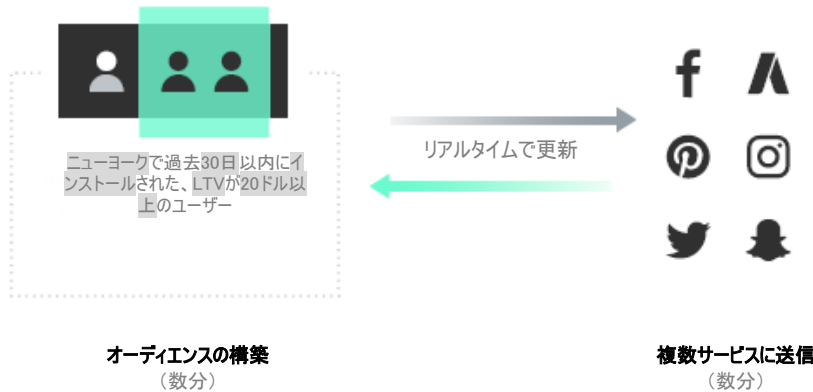 ニューヨークで過去30日以内にイ
ンストールされた、LTVが20ドル以
上のユーザー
リアルタイムで更新
オーディエンスの構築
（数分）
複数サービスに送信
（数分）